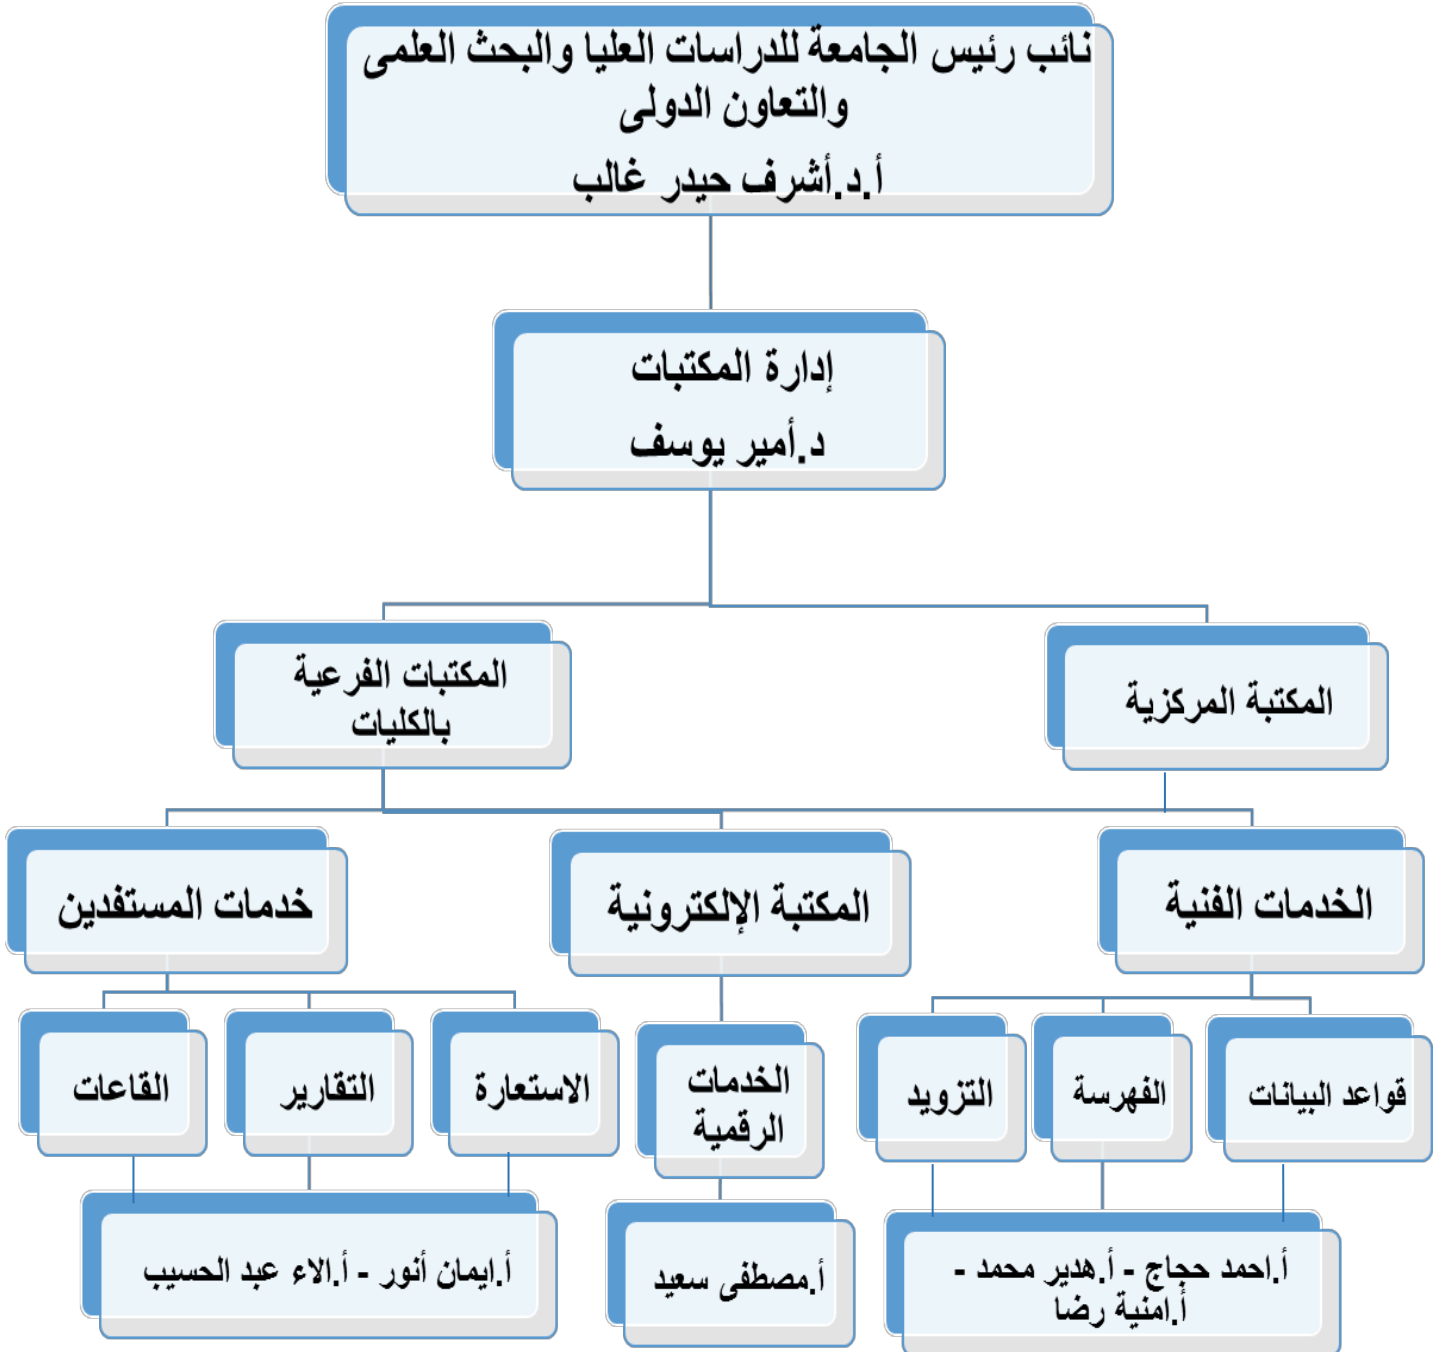 نائب رئيس الجامعة للدراسات العليا والبحث العلمى
والتعاون الدولى
أ.د.أشرف حيدر غالب
إدارة المكتبات
د.أمير يوسف
المكتبة المركزية
المكتبات الفرعية
بالكليات
الخدمات الفنية
المكتبة الإلكترونية
خدمات المستفدين
قواعد البيانات
الفهرسة
التزويد
الخدمات
الرقمية
الاستعارة
التقارير
القاعات
أ.احمد حجاج - أ.هدير محمد -
أ.امنية رضا
أ.مصطفى سعيد
أ.ايمان أنور - أ.الاء عبد الحسيب